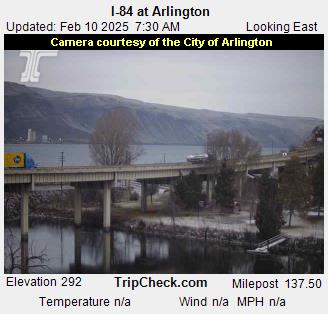 I-84 at Arlington
Updated: Feb 10 2025 7:30 AM Looking East
Camera courtesy of the City of Arlington
Elevation 292 TripCheck.com Milepost 137.50
Temperature n/a Wind n/a MPH n/a